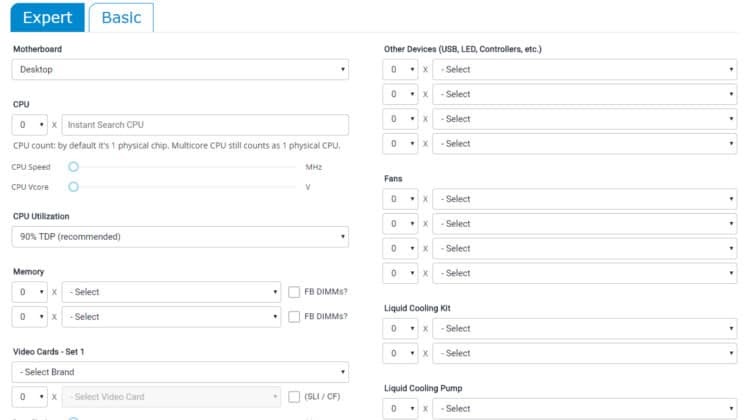 Expert Basic
Motherboard
Desktop
CPU
0 X Instant Search CPU
CPU count: by default it's 1 physical chip. Multicore CPU still counts as 1 physical CPU.
CPU Speed MHz
CPU Vcore V
CPU Utilization
90% TDP (recommended)
Memory
0 X - Select FB DIMMs?
0 X - Select FB DIMMs?
Video Cards - Set 1
- Select Brand
0 X - Select Video Card (SLI / CF)
Other Devices (USB, LED, Controllers, etc.)
0 X - Select
0 X - Select
0 X - Select
0 X - Select
Fans
0 X - Select
0 X - Select
0 X - Select
0 X - Select
Liquid Cooling Kit
0 X - Select
0 X - Select
Liquid Cooling Pump
0 X - Select